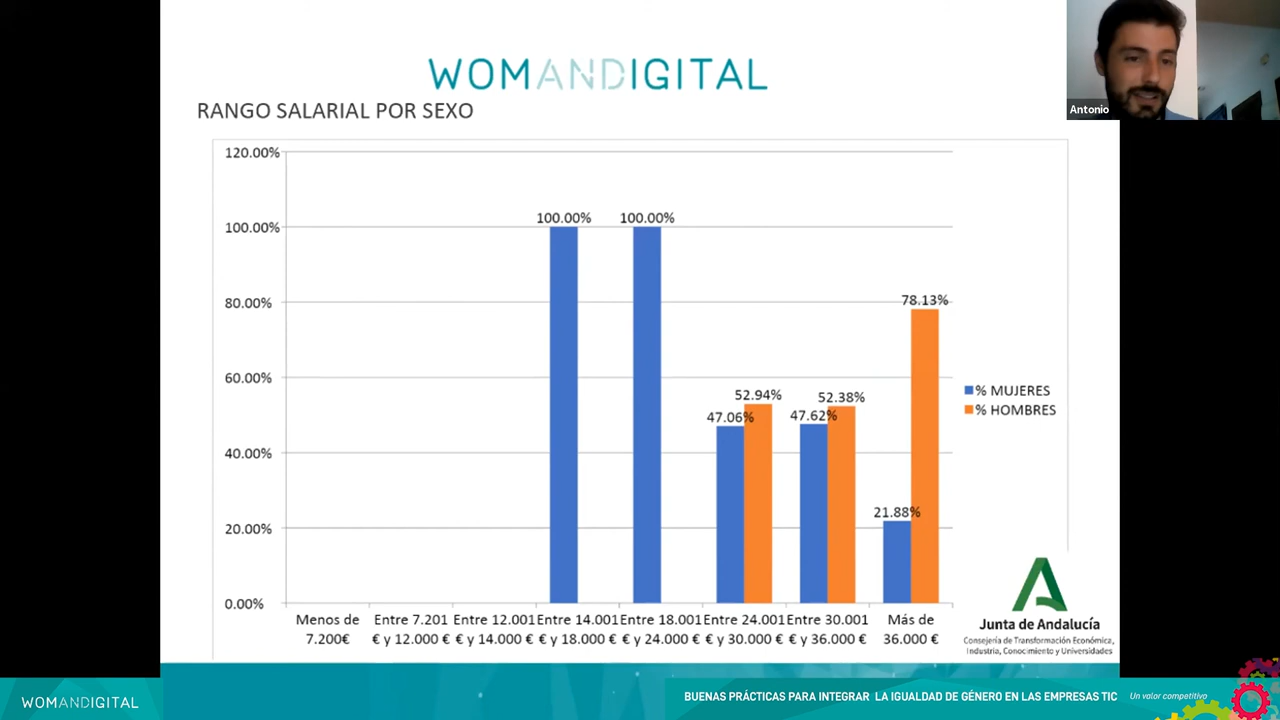 WOMANDIGITAL
RANGO SALARIAL POR SEXO
Antonio
120.00%
100.00%
80.00%
60.00%
40.00%
20.00%
0.00%
100.00%
100.00%
47.06%
52.94%
47.62%
52.38%
21.88%
78.13%
Menos de
7.200€
Entre 7.201
€ y 12.000 €
Entre 12.001
€ y 14.000 €
Entre 14.001
€ y 18.000 €
Entre 18.001
€ y 24.000 €
Entre 24.001
€ y 30.000 €
Entre 30.001
€ y 36.000 €
Más de
36.000 €
% MUJERES
% HOMBRES
Junta de Andalucía
Consejería de Transformación Económica,
Industria, Conocimiento y Universidades
WOMANDIGITAL
BUENAS PRÁCTICAS PARA INTEGRAR LA IGUALDAD DE GÉNERO EN LAS EMPRESAS TIC
Un valor competitivo